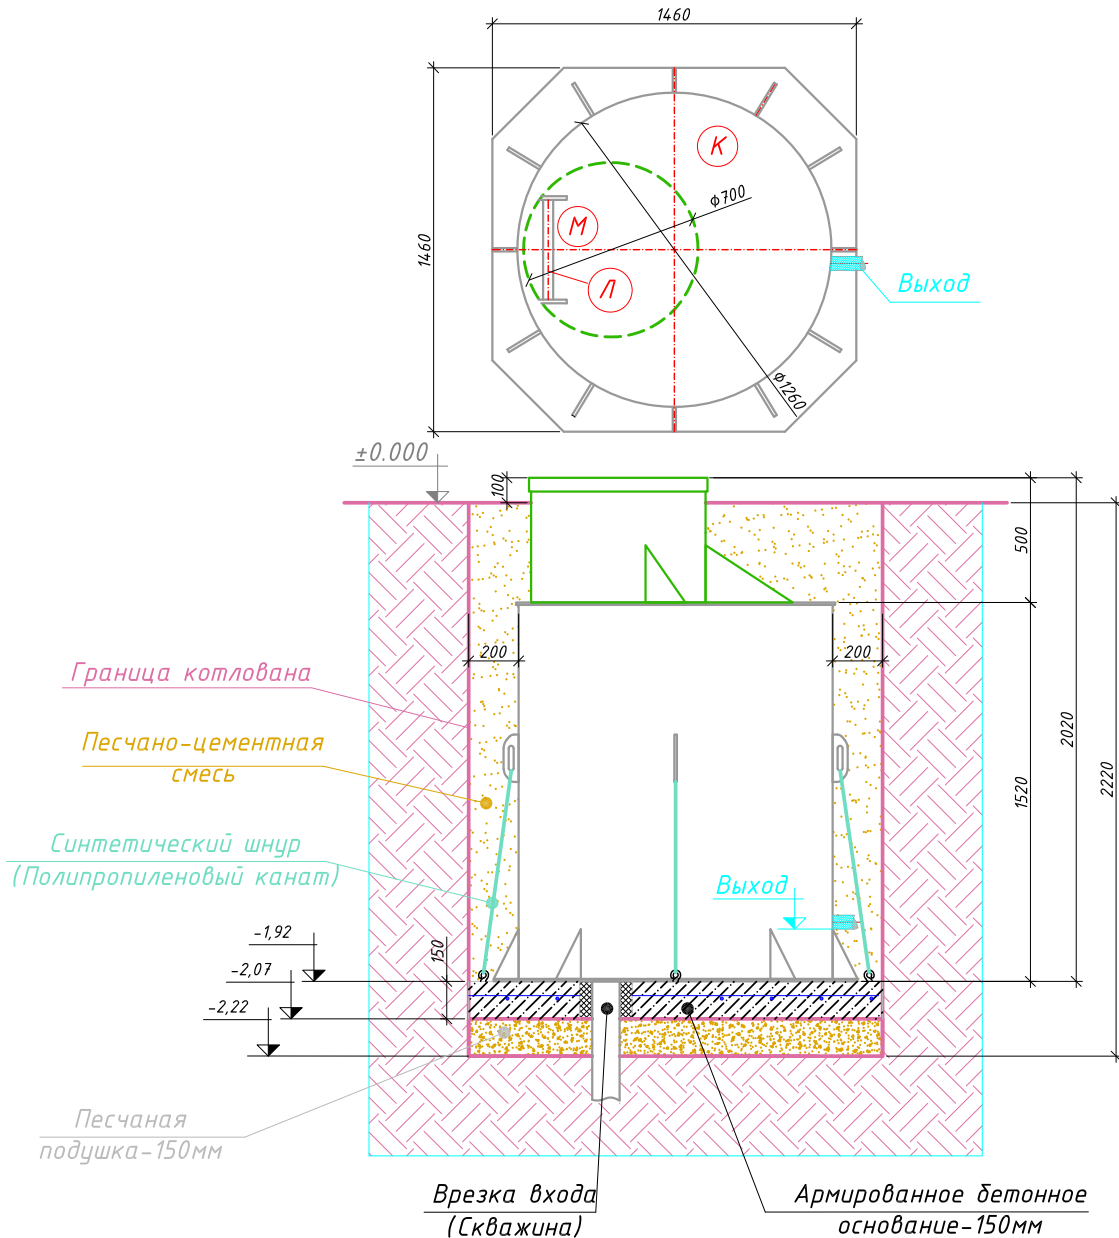 1460
1460
К
ϕ700
М
Л
Выход
ϕ1260
±0.000
100
500
200
200
Граница котлована
2020
2220
Песчано-цементная
смесь
1520
Синтетический шнур
(Полипропиленовый канат)
Выход
-1,92
150
-2,07
-2,22
Песчаная
подушка-150мм
Врезка входа
(Скважина)
Армированное бетонное
основание-150мм